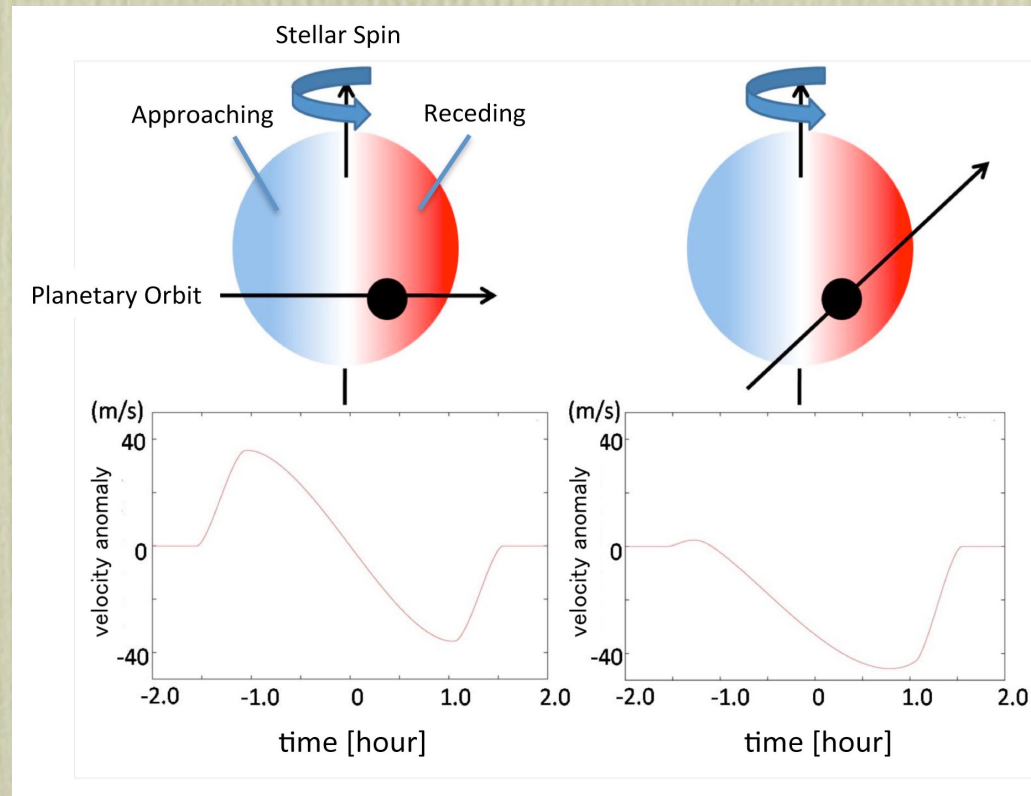 Stellar Spin
Approaching
Receding
Planetary Orbit
(m/s)
40
0
-40
velocity anomaly
-2.0 -1.0 0 1.0 2.0
time [hour]
(m/s)
40
0
-40
velocity anomaly
-2.0 -1.0 0 1.0 2.0
time [hour]